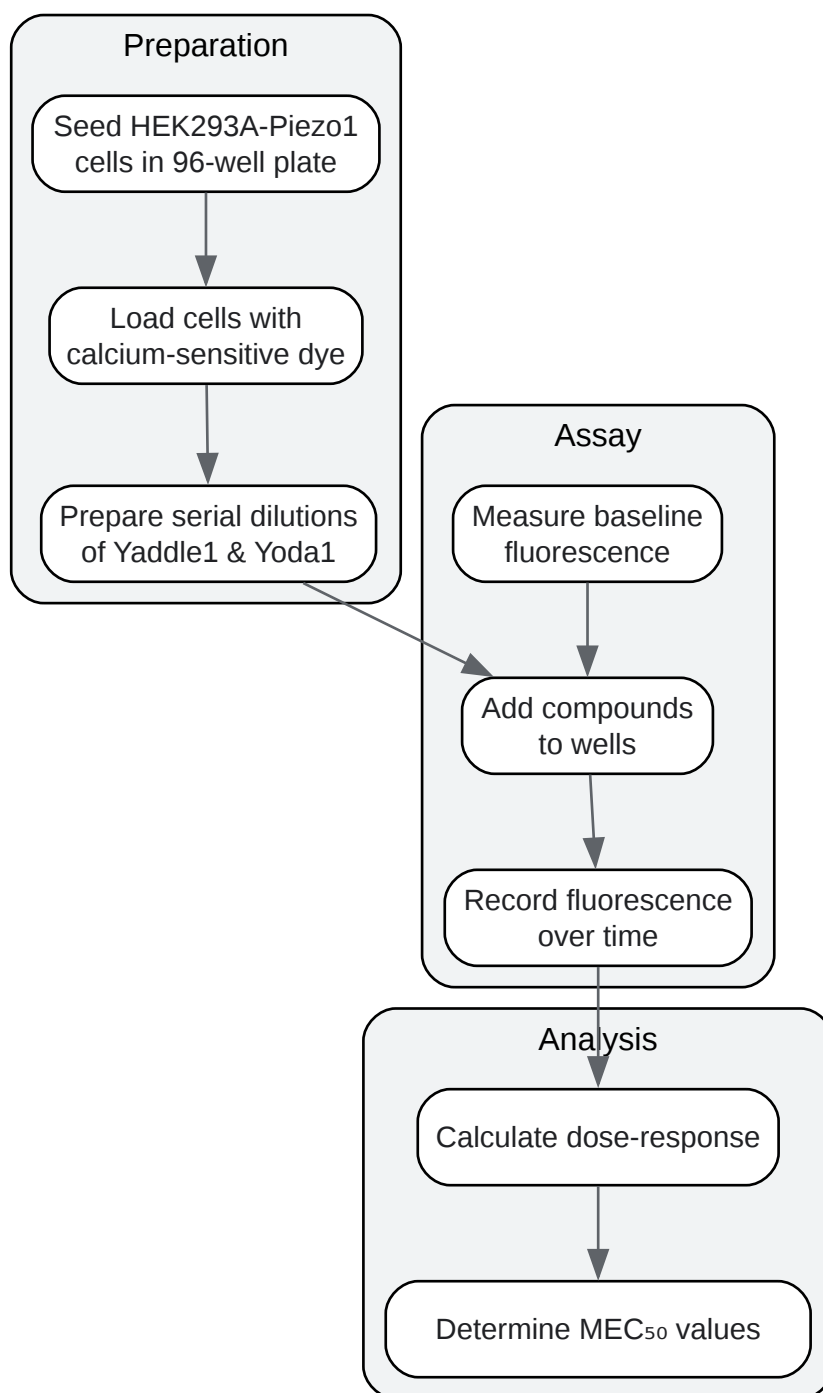 Preparation
Seed HEK293A-Piezo1
cells in 96-well plate
Load cells with
calcium-sensitive dye
Prepare serial dilutions
of Yaddle1 & Yoda1
Assay
Measure baseline
fluorescence
Add compounds
to wells
Record fluorescence
over time
Analysis
Calculate dose-response
Determine MEC₅₀ values